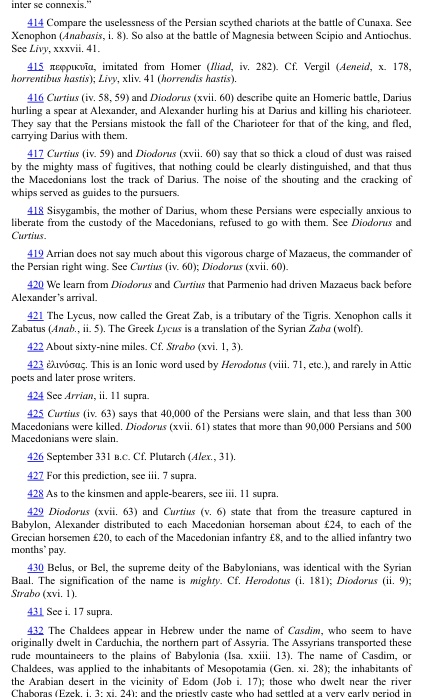 inter se connexis.”
414 Compare the uselessness of the Persian scythed chariots at the battle of Cunaxa. See
Xenophon (Anabasis, i. 8). So also at the battle of Magnesia between Scipio and Antiochus.
See Livy, xxxvii. 41.
415 πεφρικυῖα, imitated from Homer (Iliad, iv. 282). Cf. Vergil (Aeneid, x. 178,
horrentibus hastis); Livy, xliv. 41 (horrendis hastis).
416 Curtius (iv. 58, 59) and Diodorus (xvii. 60) describe quite an Homeric battle, Darius
hurling a spear at Alexander, and Alexander hurling his at Darius and killing his charioteer.
They say that the Persians mistook the fall of the Charioteer for that of the king, and fled,
carrying Darius with them.
417 Curtius (iv. 59) and Diodorus (xvii. 60) say that so thick a cloud of dust was raised
by the mighty mass of fugitives, that nothing could be clearly distinguished, and that thus
the Macedonians lost the track of Darius. The noise of the shouting and the cracking of
whips served as guides to the pursuers.
418 Sisygambis, the mother of Darius, whom these Persians were especially anxious to
liberate from the custody of the Macedonians, refused to go with them. See Diodorus and
Curtius.
419 Arrian does not say much about this vigorous charge of Mazaeus, the commander of
the Persian right wing. See Curtius (iv. 60); Diodorus (xvii. 60).
420 We learn from Diodorus and Curtius that Parmenio had driven Mazaeus back before
Alexander’s arrival.
421 The Lycus, now called the Great Zab, is a tributary of the Tigris. Xenophon calls it
Zabatus (Anab., ii. 5). The Greek Lycus is a translation of the Syrian Zaba (wolf).
422 About sixty-nine miles. Cf. Strabo (xvi. 1, 3).
423 ἐλινύσας. This is an Ionic word used by Herodotus (viii. 71, etc.), and rarely in Attic
poets and later prose writers.
424 See Arrian, ii. 11 supra.
425 Curtius (iv. 63) says that 40,000 of the Persians were slain, and that less than 300
Macedonians were killed. Diodorus (xvii. 61) states that more than 90,000 Persians and 500
Macedonians were slain.
426 September 331 B.C. Cf. Plutarch (Alex., 31).
427 For this prediction, see iii. 7 supra.
428 As to the kinsmen and apple-bearers, see iii. 11 supra.
429 Diodorus (xvii. 63) and Curtius (v. 6) state that from the treasure captured in
Babylon, Alexander distributed to each Macedonian horseman about £24, to each of the
Grecian horsemen £20, to each of the Macedonian infantry £8, and to the allied infantry two
months’ pay.
430 Belus, or Bel, the supreme deity of the Babylonians, was identical with the Syrian
Baal. The signification of the name is mighty. Cf. Herodotus (i. 181); Diodorus (ii. 9);
Strabo (xvi. 1).
431 See i. 17 supra.
432 The Chaldees appear in Hebrew under the name of Casdim, who seem to have
originally dwelt in Carduchia, the northern part of Assyria. The Assyrians transported these
rude mountaineers to the plains of Babylonia (Isa. xxiii. 13). The name of Casdim, or
Chaldees, was applied to the inhabitants of Mesopotamia (Gen. xi. 28); the inhabitants of
the Arabian desert in the vicinity of Edom (Job i. 17); those who dwelt near the river
Chaboras (Ezek. i. 3; xi. 24); and the priestly caste who had settled at a very early period in